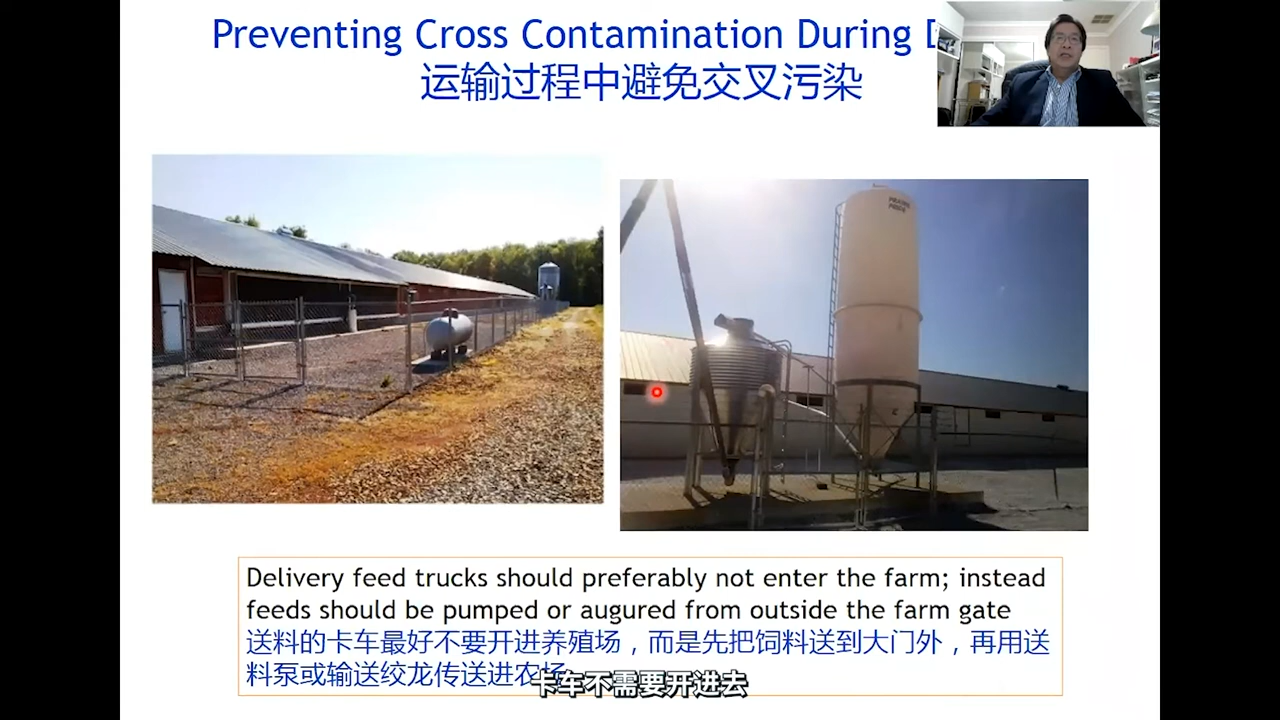 Preventing Cross Contamination During
运输过程中避免交叉污染
Delivery feed trucks should preferably not enter the farm; instead
feeds should be pumped or augured from outside the farm gate
送料的卡车最好不要开进养殖场，而是先把饲料送到大门外，再用送
料泵或输送绞龙传送进农场
卡车不需要开进去